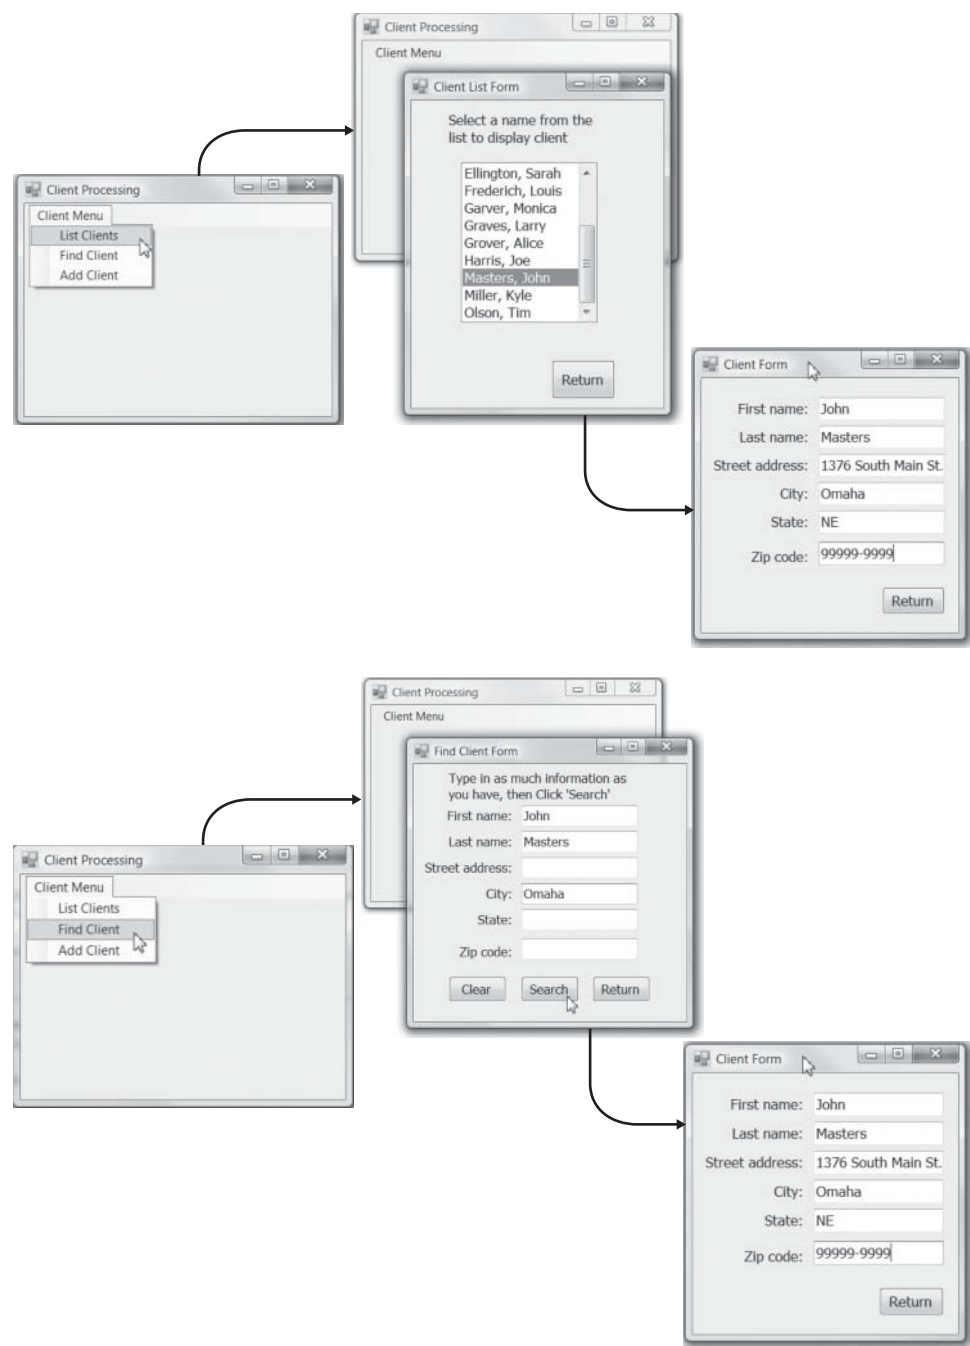 Client Processing
Client Menu
Client List Form
Select a name from the
list to display client
Ellington, Sarah
Frederich, Louis
Garver, Monica
Graves, Larry
Grover, Alice
Harris, Joe
Masters, John
Miller, Kyle
Olson, Tim
Return
Client Processing
Client Menu
List Clients
Find Client
Add Client
Client Form
First name: John
Last name: Masters
Street address: 1376 South Main St.
City: Omaha
State: NE
Zip code: 99999-9999
Return
Client Processing
Client Menu
Find Client Form
Type in as much information as
you have, then Click 'Search'
First name: John
Last name: Masters
Street address:
City: Omaha
State:
Zip code:
Clear Search Return
Client Processing
Client Menu
List Clients
Find Client
Add Client
Client Form
First name: John
Last name: Masters
Street address: 1376 South Main St.
City: Omaha
State: NE
Zip code: 99999-9999
Return